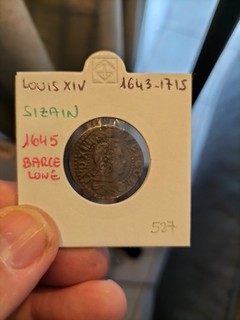 LOUIS XIV 1643-1715
SIZAIN
1645
BARCE
LONE
527